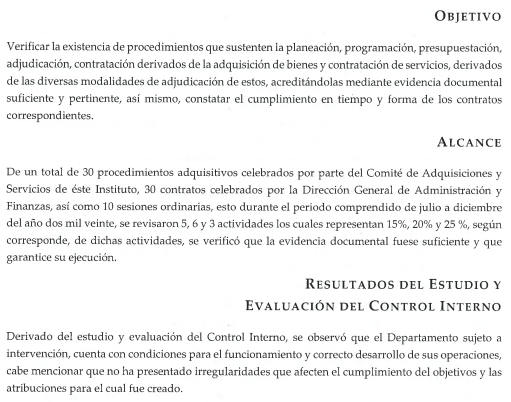 OBJETIVO
Verificar la existencia de procedimientos que sustenten la planeación, programación, presupuestación,
adjudicación, contratación derivados de la adquisición de bienes y contratación de servicios, derivados
de las diversas modalidades de adjudicación de estos, acreditándolas mediante evidencia documental
suficiente y pertinente, así mismo, constatar el cumplimiento en tiempo y forma de los contratos
correspondientes.
ALCANCE
De un total de 30 procedimientos adquisitivos celebrados por parte del Comité de Adquisiciones y
Servicios de éste Instituto, 30 contratos celebrados por la Dirección General de Administración y
Finanzas, así como 10 sesiones ordinarias, esto durante el periodo comprendido de julio a diciembre
del año dos mil veinte, se revisaron 5, 6 y 3 actividades los cuales representan 15%, 20% y 25 %, según
corresponde, de dichas actividades, se verificó que la evidencia documental fuese suficiente y que
garantice su ejecución.
RESULTADOS DEL ESTUDIO Y
EVALUACIÓN DEL CONTROL INTERNO
Derivado del estudio y evaluación del Control Interno, se observó que el Departamento sujeto a
intervención, cuenta con condiciones para el funcionamiento y correcto desarrollo de sus operaciones,
cabe mencionar que no ha presentado irregularidades que afecten el cumplimiento del objetivos y las
atribuciones para el cual fue creado.